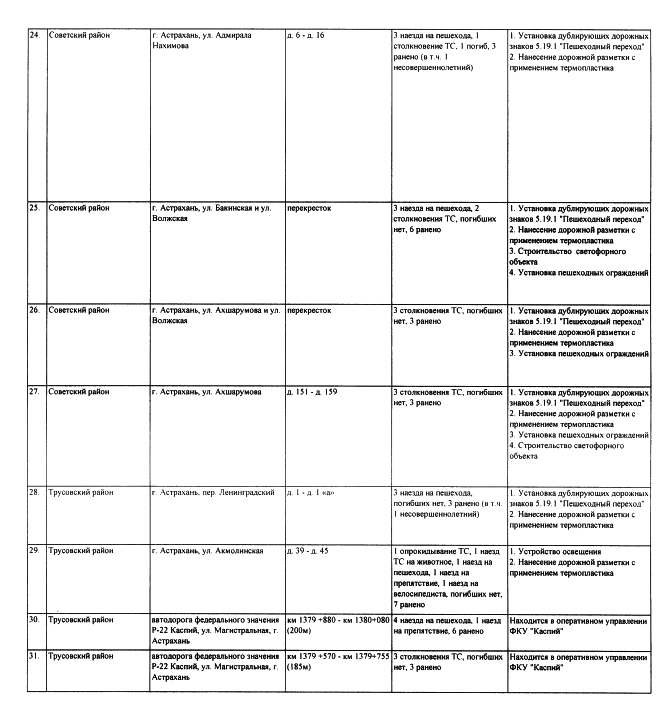 24.
Советский район
г. Астрахань, ул. Адмирала
Нахимова
д. 6 - д. 16
3 наезда на пешехода, 1
столкновение ТС, 1 погиб, 3
ранено (в т.ч. 1
несовершеннолетний)
1. Установка дублирующих дорожных
знаков 5.19.1 "Пешеходный переход"
2. Нанесение дорожной разметки с
применением термопластика
25.
Советский район
г. Астрахань, ул. Бакинская и ул.
Волжская
перекресток
3 наезда на пешехода, 2
столкновения ТС, погибших
нет, 6 ранено
1. Установка дублирующих дорожных
знаков 5.19.1 "Пешеходный переход"
2. Нанесение дорожной разметки с
применением термопластика
3. Строительство светофорного
объекта
4. Установка пешеходных ограждений
26.
Советский район
г. Астрахань, ул. Ахшарумова и ул.
Волжская
перекресток
3 столкновения ТС, погибших
нет, 3 ранено
1. Установка дублирующих дорожных
знаков 5.19.1 "Пешеходный переход"
2. Нанесение дорожной разметки с
применением термопластика
3. Установка пешеходных ограждений
27.
Советский район
г. Астрахань, ул. Ахшарумова
д. 151 - д. 159
3 столкновения ТС, погибших
нет, 3 ранено
1. Установка дублирующих дорожных
знаков 5.19.1 "Пешеходный переход"
2. Нанесение дорожной разметки с
применением термопластика
3. Установка пешеходных ограждений
4. Строительство светофорного
объекта
28.
Трусовский район
г. Астрахань, пер. Ленинградский
д. 1 - д. 1 «а»
3 наезда на пешехода,
погибших нет, 3 ранено (в т.ч.
1 несовершеннолетний)
1. Установка дублирующих дорожных
знаков 5.19.1 "Пешеходный переход"
2. Нанесение дорожной разметки с
применением термопластика
29.
Трусовский район
г. Астрахань, ул. Акмолинская
д. 39 - д. 45
1 опрокидывание ТС, 1 наезд
ТС на животное, 1 наезд на
пешехода, 1 наезд на
препятствие, 1 наезд на
велосипедиста, погибших нет,
7 ранено
1. Устройство освещения
2. Нанесение дорожной разметки с
применением термопластика
30.
Трусовский район
автодорога федерального значения
Р-22 Каспий, ул. Магистральная, г.
Астрахань
км 1379 +880 - км 1380+080
(200м)
4 наезда на пешехода, 1 наезд
на препятствие, 6 ранено
Находится в оперативном управлении
ФКУ "Каспий"
31.
Трусовский район
автодорога федерального значения
Р-22 Каспий, ул. Магистральная, г.
Астрахань
км 1379 +570 - км 1379+755
(185м)
3 столкновения ТС, погибших
нет, 3 ранено
Находится в оперативном управлении
ФКУ "Каспий"